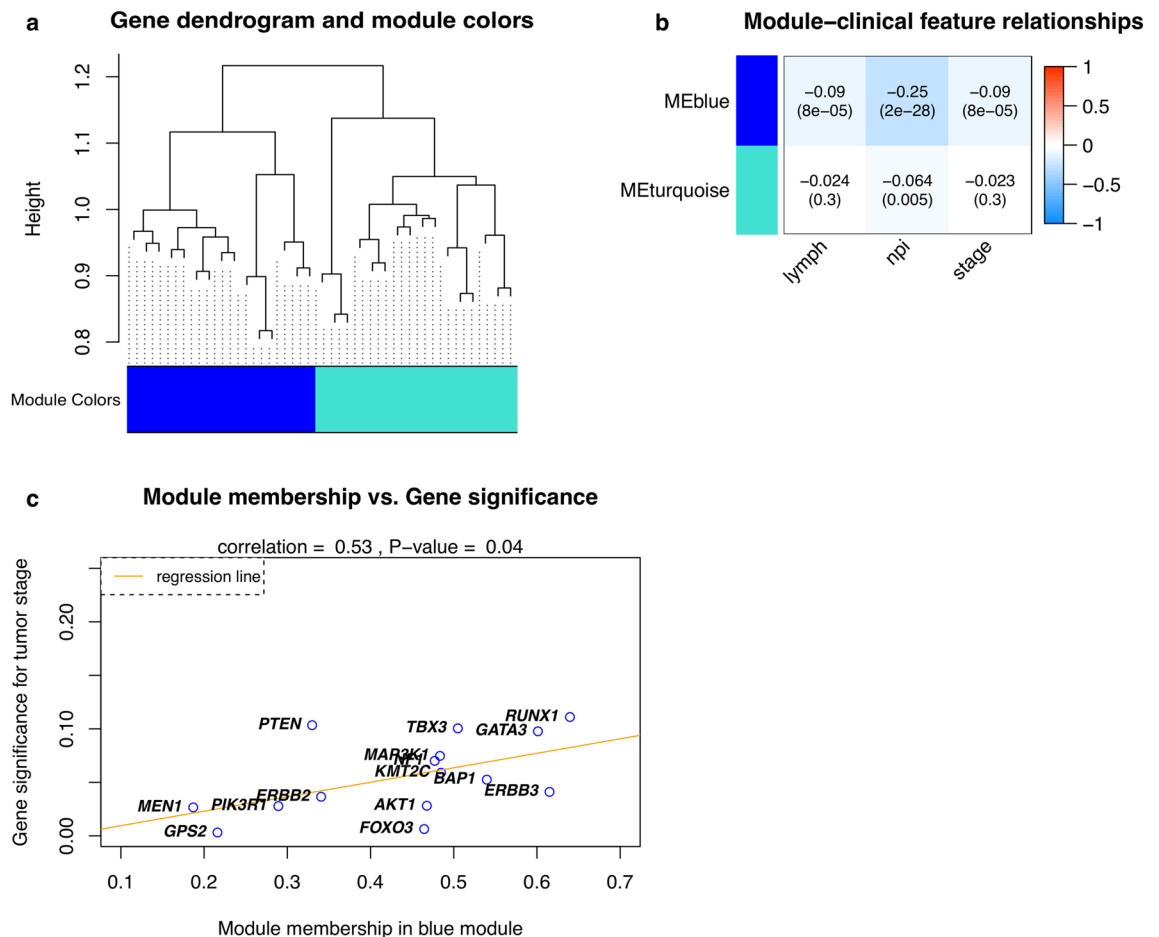 a
Gene dendrogram and module colors
Height
1.2
1.1
1.0
0.9
0.8
Module Colors
b
Module−clinical feature relationships
MEblue
−0.09
(8e−05)
−0.25
(2e−28)
−0.09
(8e−05)
MEturquoise
−0.024
(0.3)
−0.064
(0.005)
−0.023
(0.3)
lymph
npi
stage
1
0.5
0
−0.5
−1
c
Module membership vs. Gene significance
correlation = 0.53 , P−value = 0.04
regression line
Gene significance for tumor stage
0.20
0.10
0.00
PTEN
TBX3
RUNX1
GATA3
MAP3K1
NF1
KMT2C
BAP1
ERBB3
ERBB2
MEN1
PIK3R1
AKT1
GPS2
FOXO3
0.1 0.2 0.3 0.4 0.5 0.6 0.7
Module membership in blue module